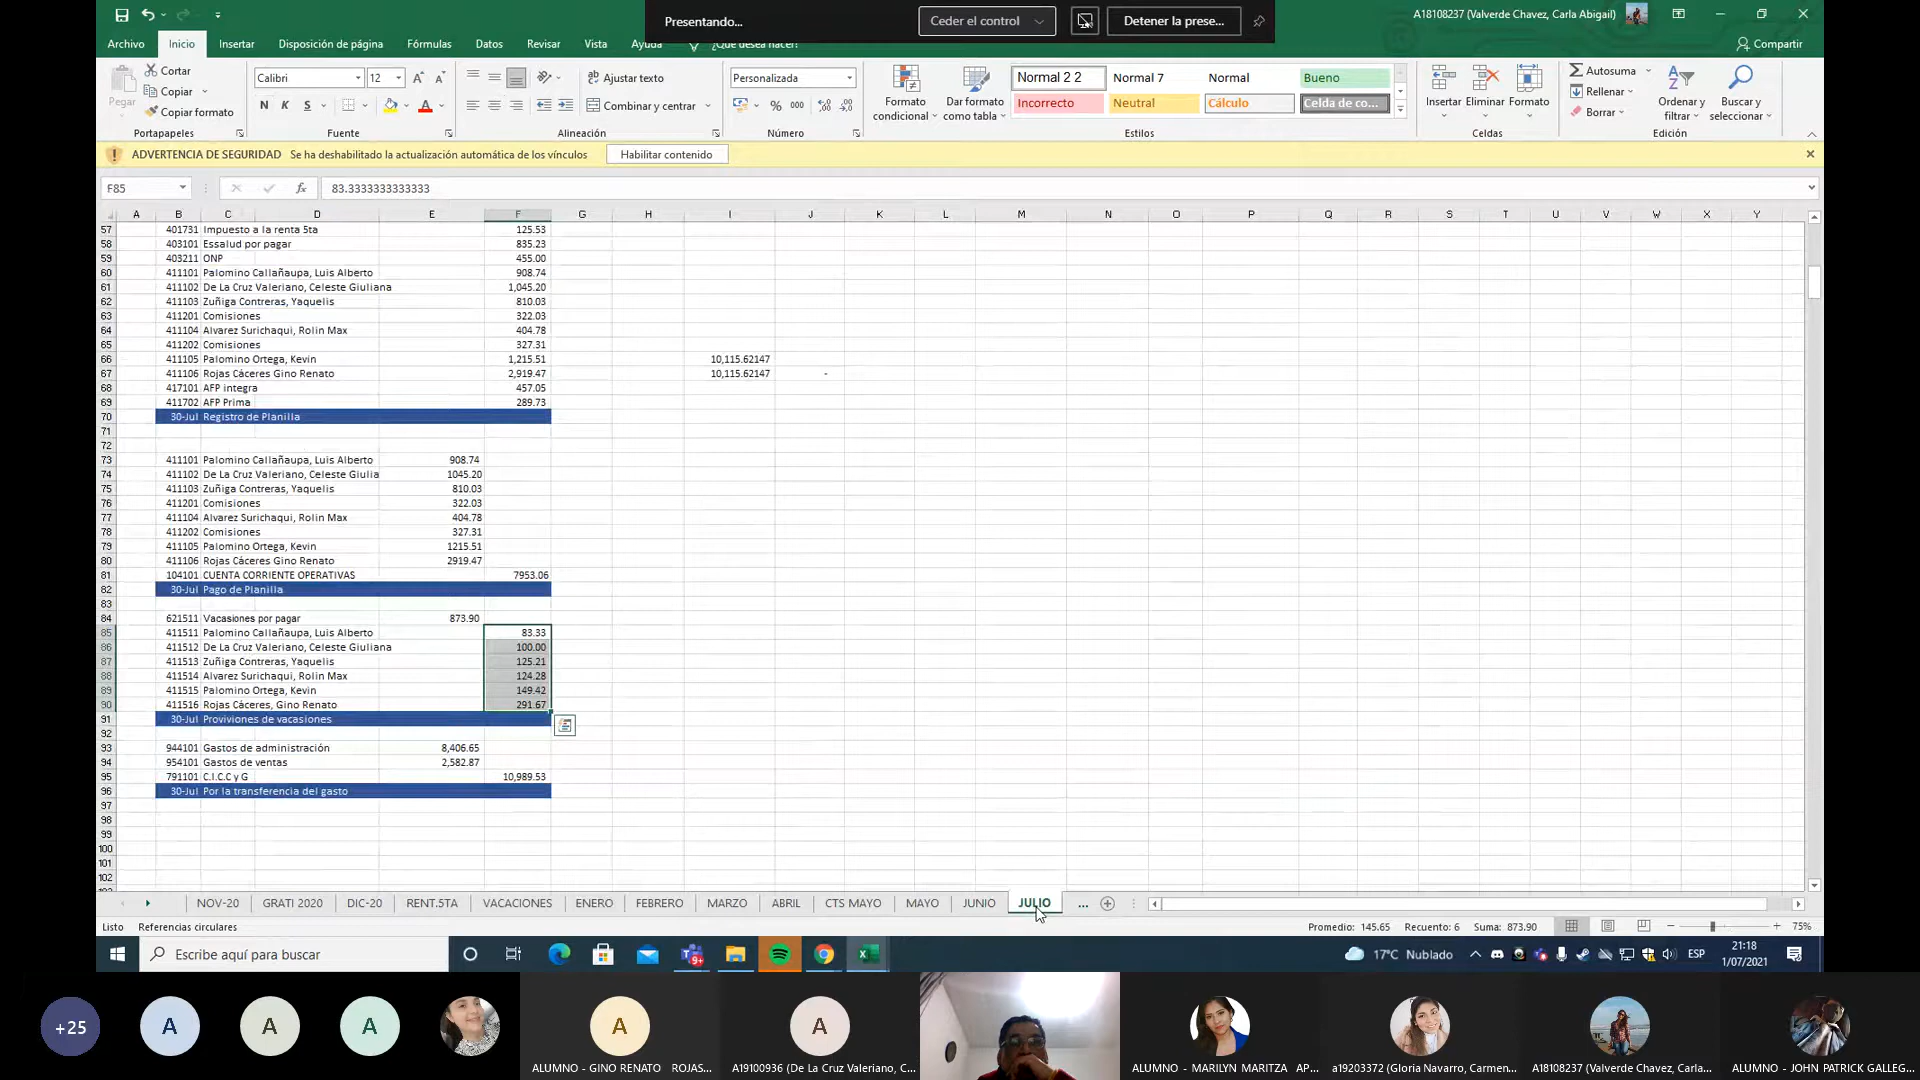 Presentando...
Ceder el control
Detener la prese...
A18108237 (Valverde Chavez, Carla Abigail)
Archivo Inicio Insertar Disposición de página Fórmulas Datos Revisar Vista Ayuda ¿Qué desea hacer?
Compartir
Pegar
Cortar
Copiar
Copiar formato
Portapapeles
Calibri 12
N K S
Fuente
Ajustar texto
Combinar y centrar
Alineación
Personalizada
% 000
Número
Formato condicional
Dar formato como tabla
Normal 2 2 Normal 7 Normal Bueno
Incorrecto Neutral Cálculo Celda de co...
Estilos
Insertar Eliminar Formato
Celdas
Autosuma
Rellenar
Borrar
Ordenar y filtrar
Buscar y seleccionar
Edición
ADVERTENCIA DE SEGURIDAD Se ha deshabilitado la actualización automática de los vínculos Habilitar contenido
F85 fx 83.3333333333333
A B C D E F G H I J K L M N O P Q R S T U V W X Y
57 401731 Impuesto a la renta 5ta 125.53
58 403101 Essalud por pagar 835.23
59 403211 ONP 455.00
60 411101 Palomino Callañaupa, Luis Alberto 908.74
61 411102 De La Cruz Valeriano, Celeste Giuliana 1,045.20
62 411103 Zuñiga Contreras, Yaquelis 810.03
63 411201 Comisiones 322.03
64 411104 Alvarez Surichaqui, Rolin Max 404.78
65 411202 Comisiones 327.31
66 411105 Palomino Ortega, Kevin 1,215.51 10,115.62147
67 411106 Rojas Cáceres Gino Renato 2,919.47 10,115.62147 -
68 417101 AFP integra 457.05
69 411702 AFP Prima 289.73
70 30-Jul Registro de Planilla
71
72
73 411101 Palomino Callañaupa, Luis Alberto 908.74
74 411102 De La Cruz Valeriano, Celeste Giulia 1045.20
75 411103 Zuñiga Contreras, Yaquelis 810.03
76 411201 Comisiones 322.03
77 411104 Alvarez Surichaqui, Rolin Max 404.78
78 411202 Comisiones 327.31
79 411105 Palomino Ortega, Kevin 1215.51
80 411106 Rojas Cáceres Gino Renato 2919.47
81 104101 CUENTA CORRIENTE OPERATIVAS 7953.06
82 30-Jul Pago de Planilla
83
84 621511 Vacasiones por pagar 873.90
85 411511 Palomino Callañaupa, Luis Alberto 83.33
86 411512 De La Cruz Valeriano, Celeste Giuliana 100.00
87 411513 Zuñiga Contreras, Yaquelis 125.21
88 411514 Alvarez Surichaqui, Rolin Max 124.28
89 411515 Palomino Ortega, Kevin 149.42
90 411516 Rojas Cáceres, Gino Renato 291.67
91 30-Jul Proviviones de vacasiones
92
93 944101 Gastos de administración 8,406.65
94 954101 Gastos de ventas 2,582.87
95 791101 C.I.C.C y G 10,989.53
96 30-Jul Por la transferencia del gasto
97
98
99
100
101
102
NOV-20 GRATI 2020 DIC-20 RENT.5TA VACACIONES ENERO FEBRERO MARZO ABRIL CTS MAYO MAYO JUNIO JULIO ...
Listo Referencias circulares Promedio: 145.65 Recuento: 6 Suma: 873.90 75%
Escribe aquí para buscar
9+
17°C Nublado
ESP
21:18
1/07/2021
+25 A A A A A
ALUMNO - GINO RENATO ROJAS...
A19100936 (De La Cruz Valeriano, C...
ALUMNO - MARILYN MARITZA AP...
a19203372 (Gloria Navarro, Carmen...
A18108237 (Valverde Chavez, Carla...
ALUMNO - JOHN PATRICK GALLEG...